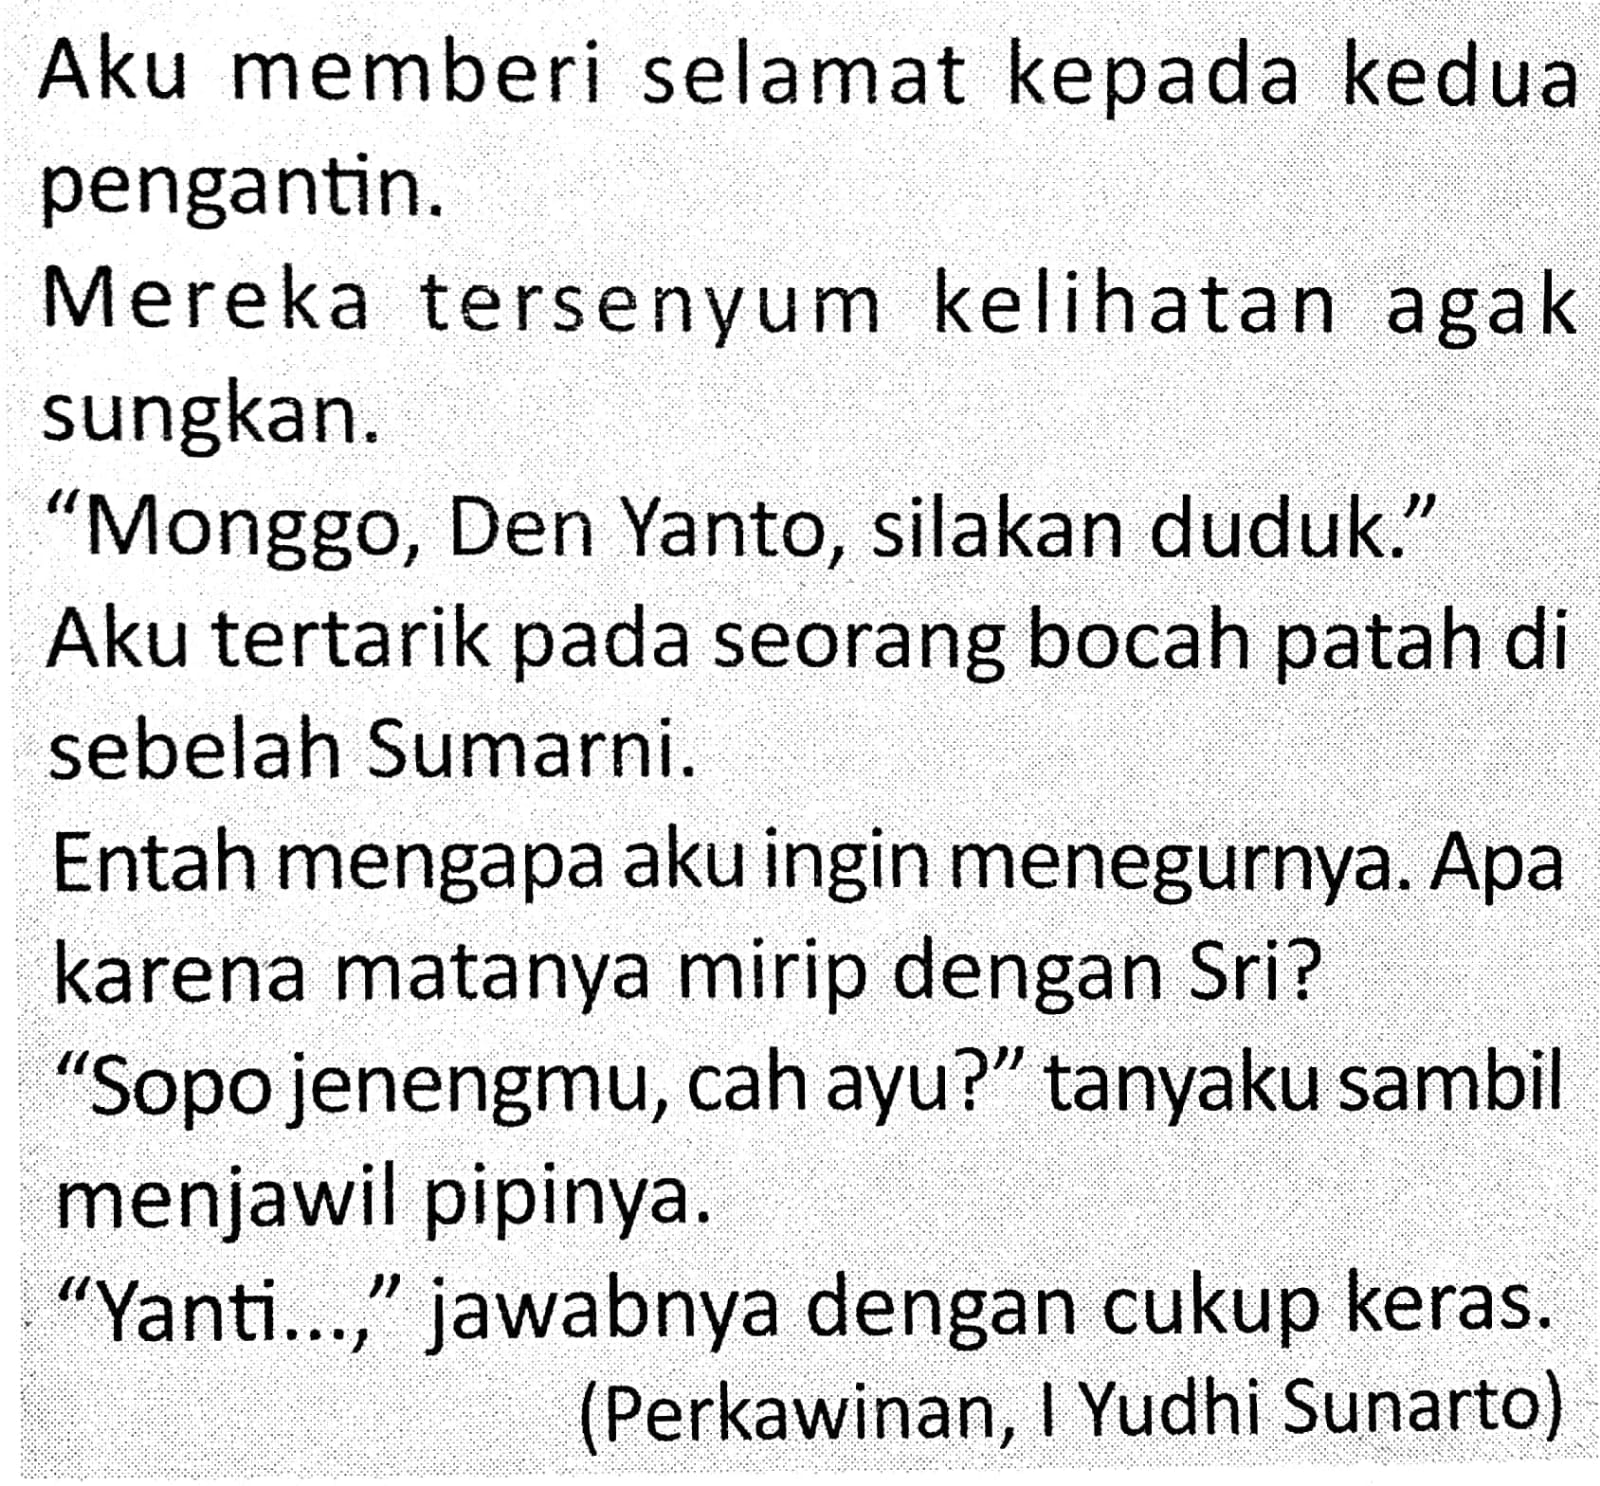 Aku memberi selamat kepada kedua
pengantin.
Mereka tersenyum kelihatan agak
sungkan.
“Monggo, Den Yanto, silakan duduk.”
Aku tertarik pada seorang bocah patah di
sebelah Sumarni.
Entah mengapa aku ingin menegurnya. Apa
karena matanya mirip dengan Sri?
“Sopo jenengmu, cah ayu?” tanyaku sambil
menjawil pipinya.
“Yanti...,” jawabnya dengan cukup keras.
(Perkawinan, I Yudhi Sunarto)